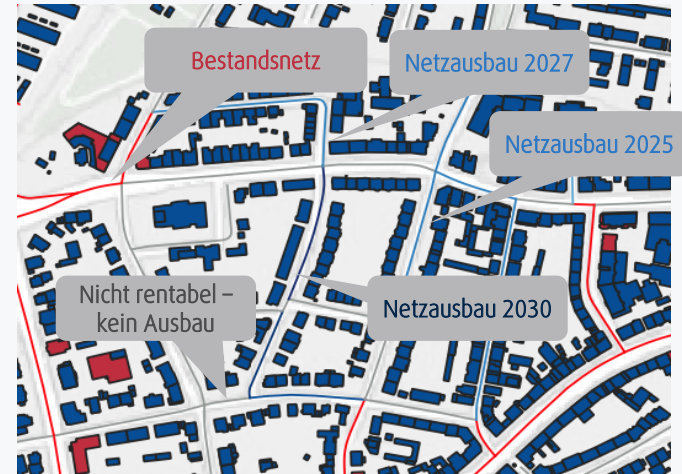 Bestandsnetz
Netzausbau 2027
Netzausbau 2025
Nicht rentabel –
kein Ausbau
Netzausbau 2030